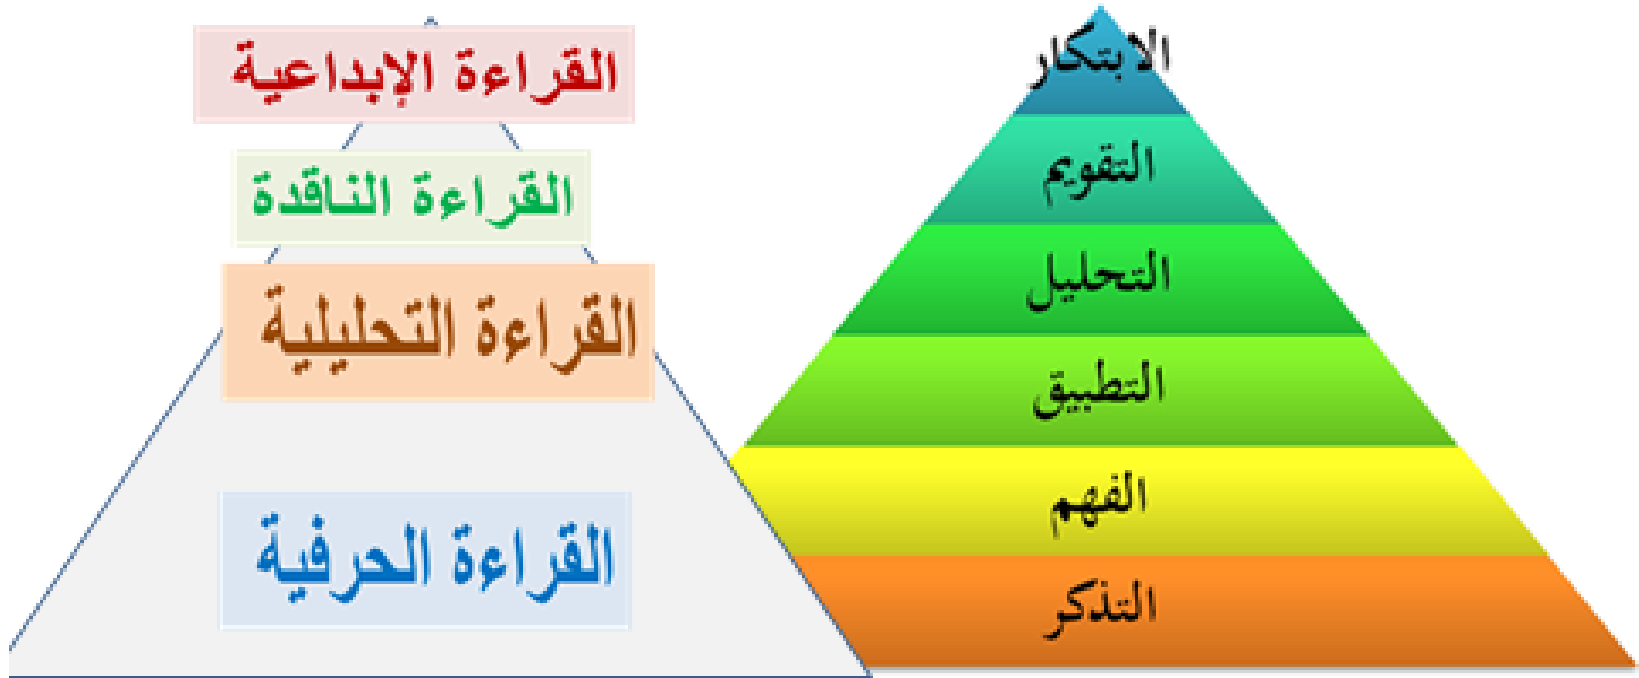 الابتكار
التقويم
التحليل
التطبيق
الفهم
التذكر
القراءة الإبداعية
القراءة الناقدة
القراءة التحليلية
القراءة الحرفية